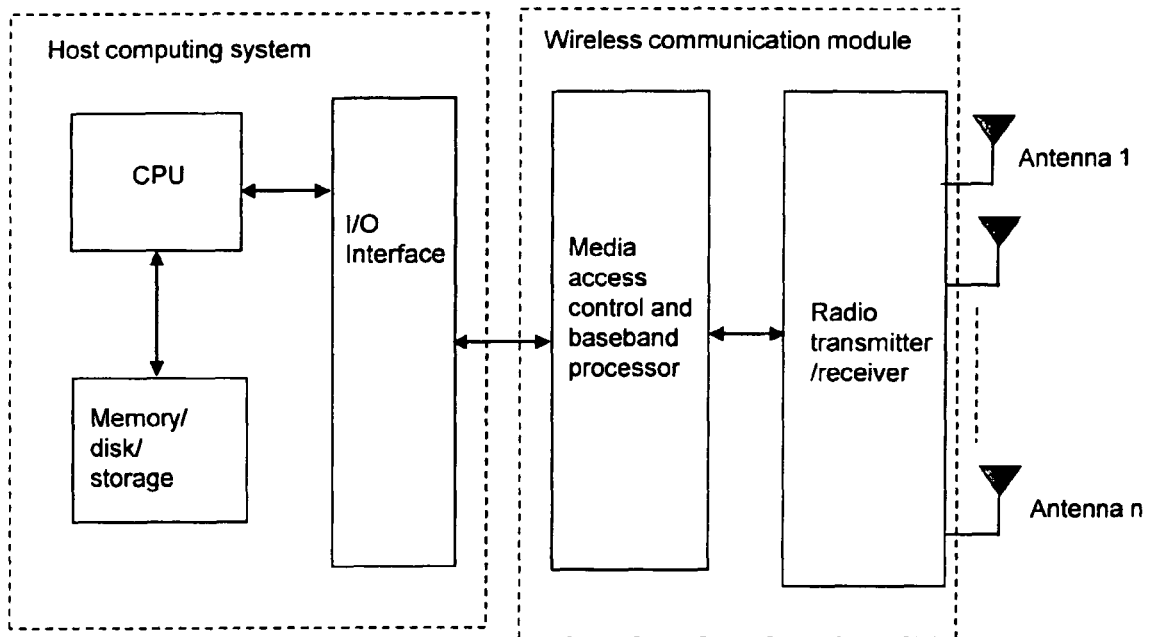 Host computing system
CPU
Memory/
disk/
storage
I/O
Interface
Wireless communication module
Media
access
control and
baseband
processor
Radio
transmitter
/receiver
Antenna 1
Antenna n